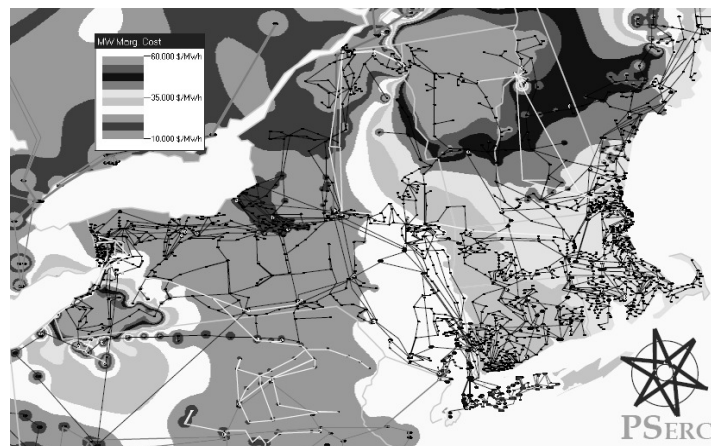 MW Marg. Cost
60.000 $/MWh
35.000 $/MWh
10.000 $/MWh
PSERC